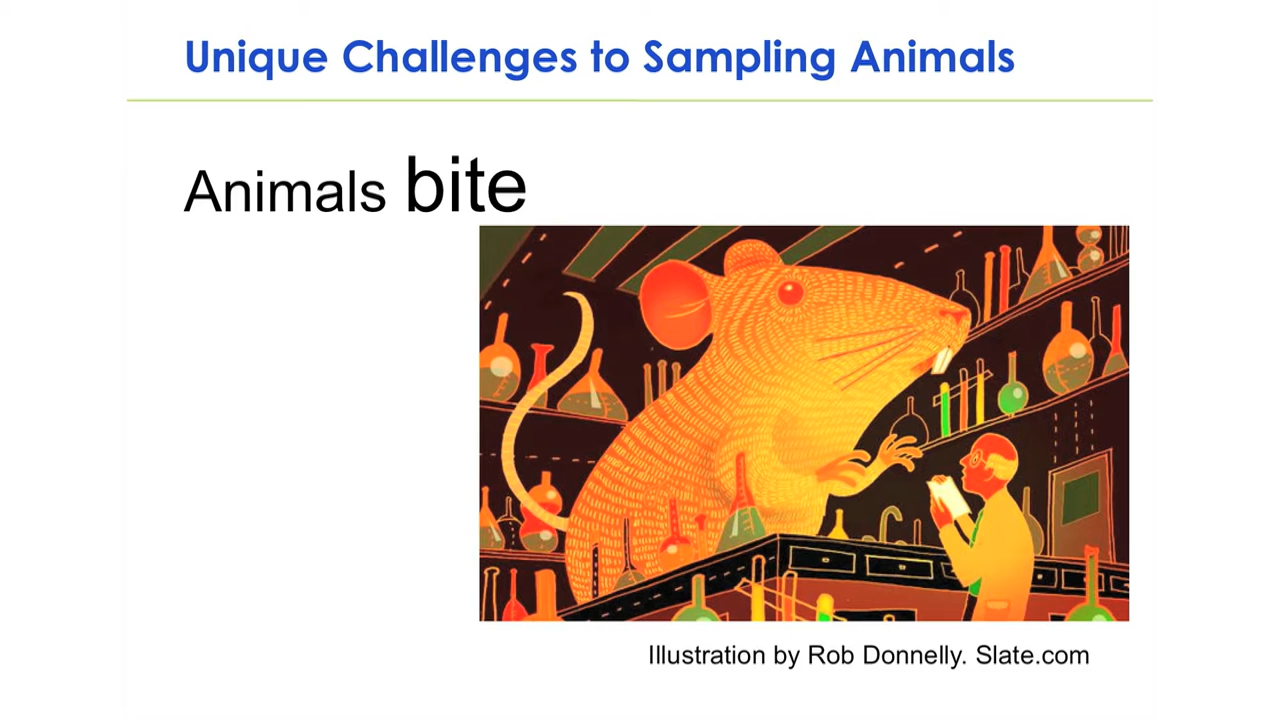 Unique Challenges to Sampling Animals
Animals bite
Illustration by Rob Donnelly. Slate.com